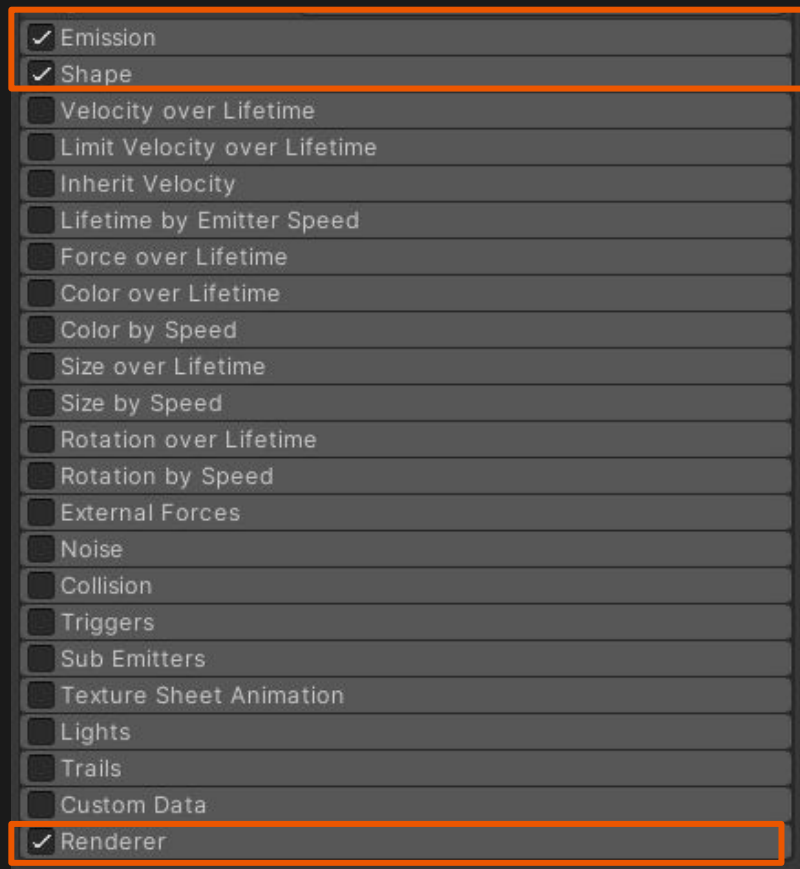 Emission
Shape
Velocity over Lifetime
Limit Velocity over Lifetime
Inherit Velocity
Lifetime by Emitter Speed
Force over Lifetime
Color over Lifetime
Color by Speed
Size over Lifetime
Size by Speed
Rotation over Lifetime
Rotation by Speed
External Forces
Noise
Collision
Triggers
Sub Emitters
Texture Sheet Animation
Lights
Trails
Custom Data
Renderer